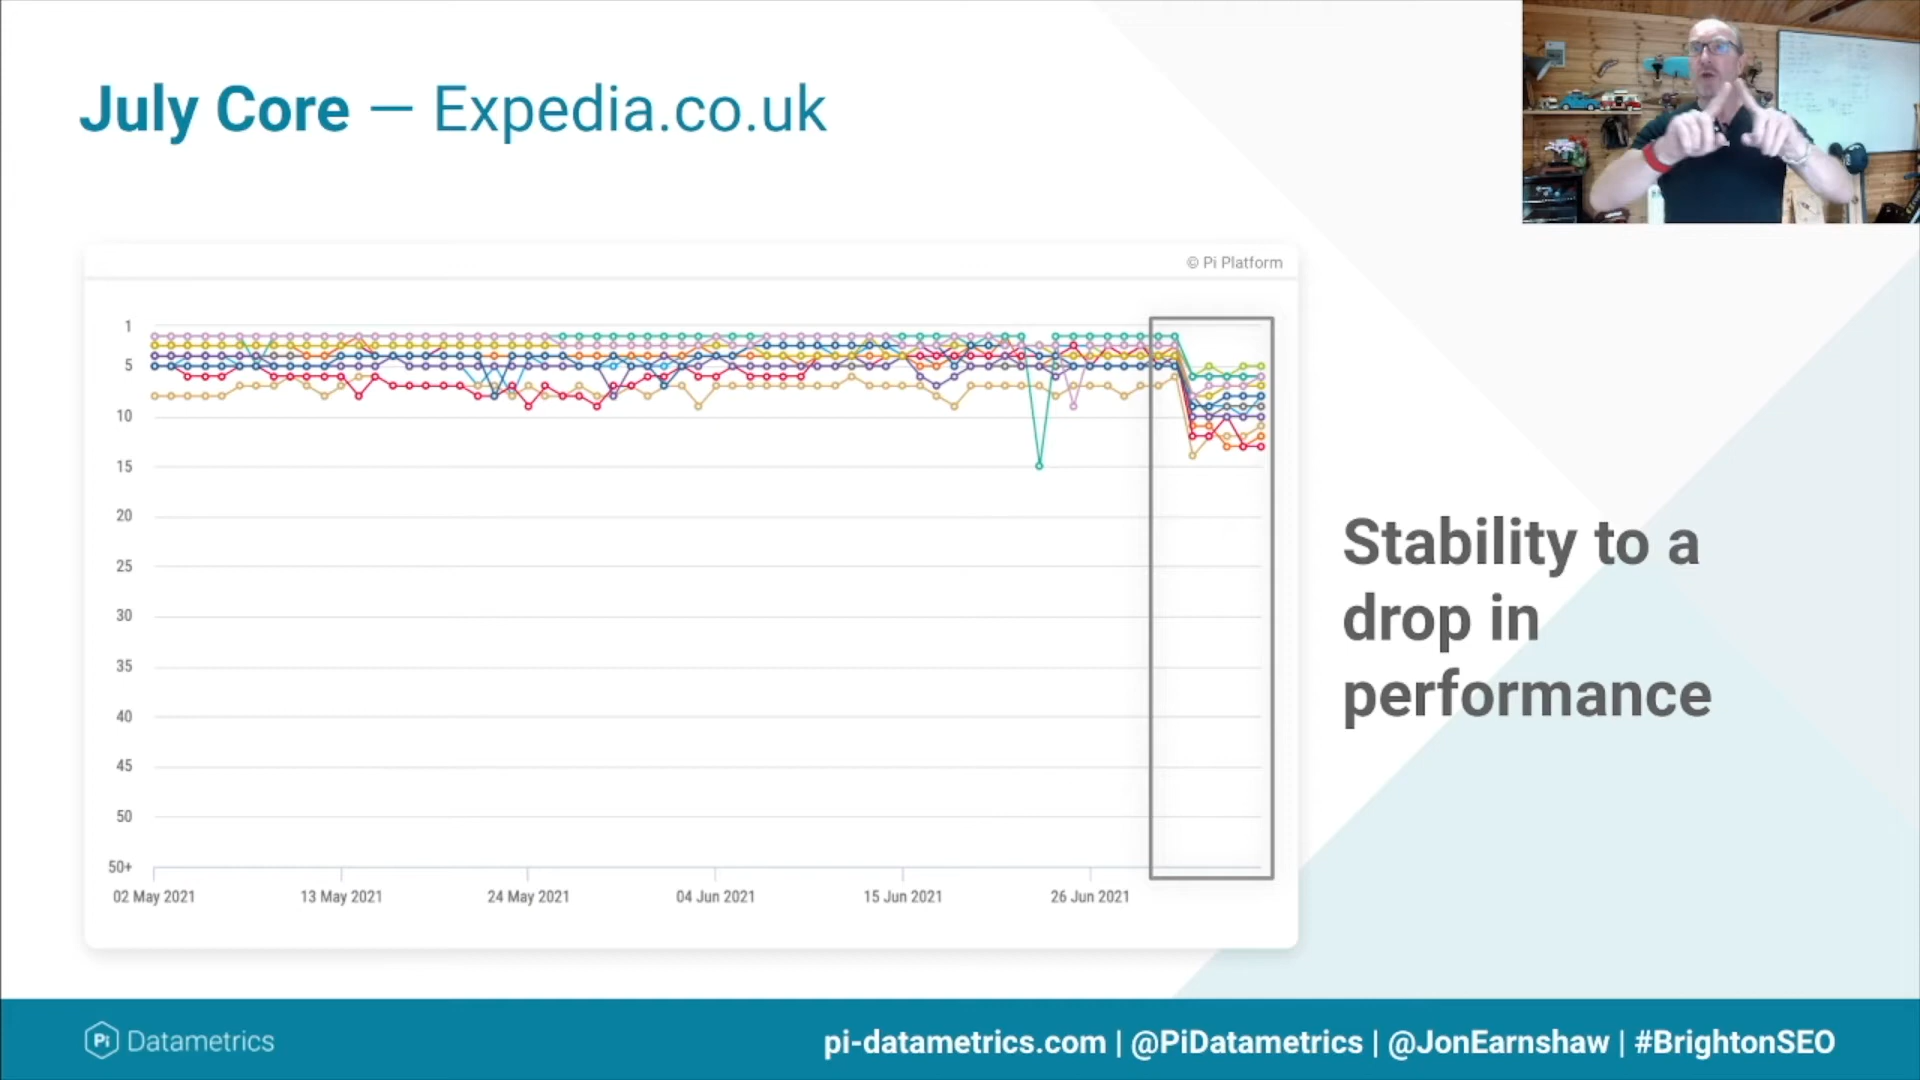 July Core — Expedia.co.uk
© Pi Platform
1
5
10
15
20
25
30
35
40
45
50
50+
02 May 2021
13 May 2021
24 May 2021
04 Jun 2021
15 Jun 2021
26 Jun 2021
Stability to a
drop in
performance
Pi Datametrics
pi-datametrics.com | @PiDatametrics | @JonEarnshaw | #BrightonSEO